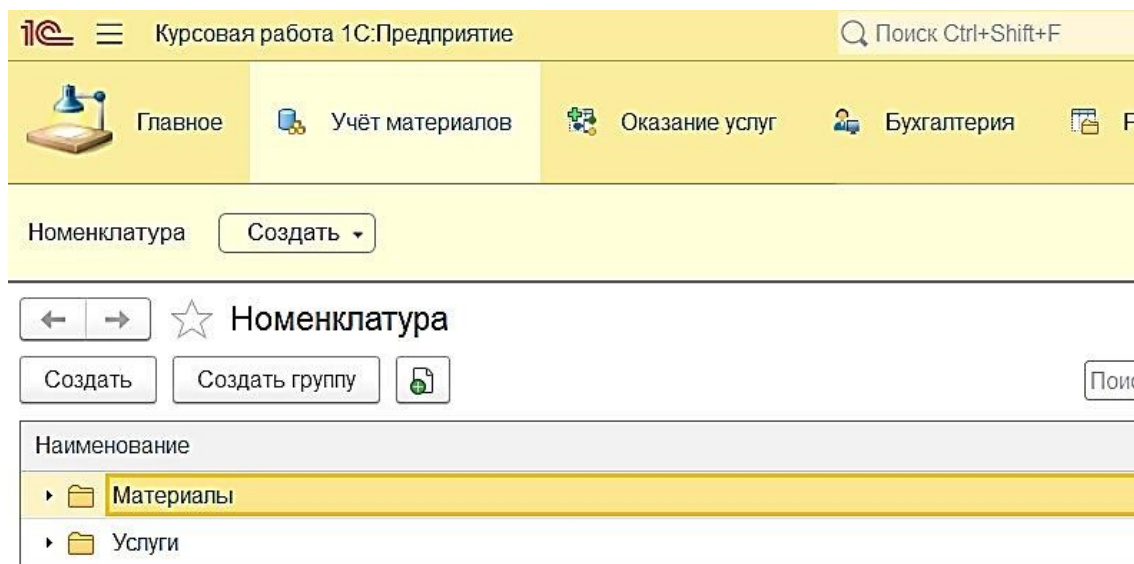 1С Курсовая работа 1С:Предприятие Поиск Ctrl+Shift+F
Главное Учёт материалов Оказание услуг Бухгалтерия
Номенклатура Создать
Номенклатура
Создать Создать группу
Наименование
Материалы
Услуги